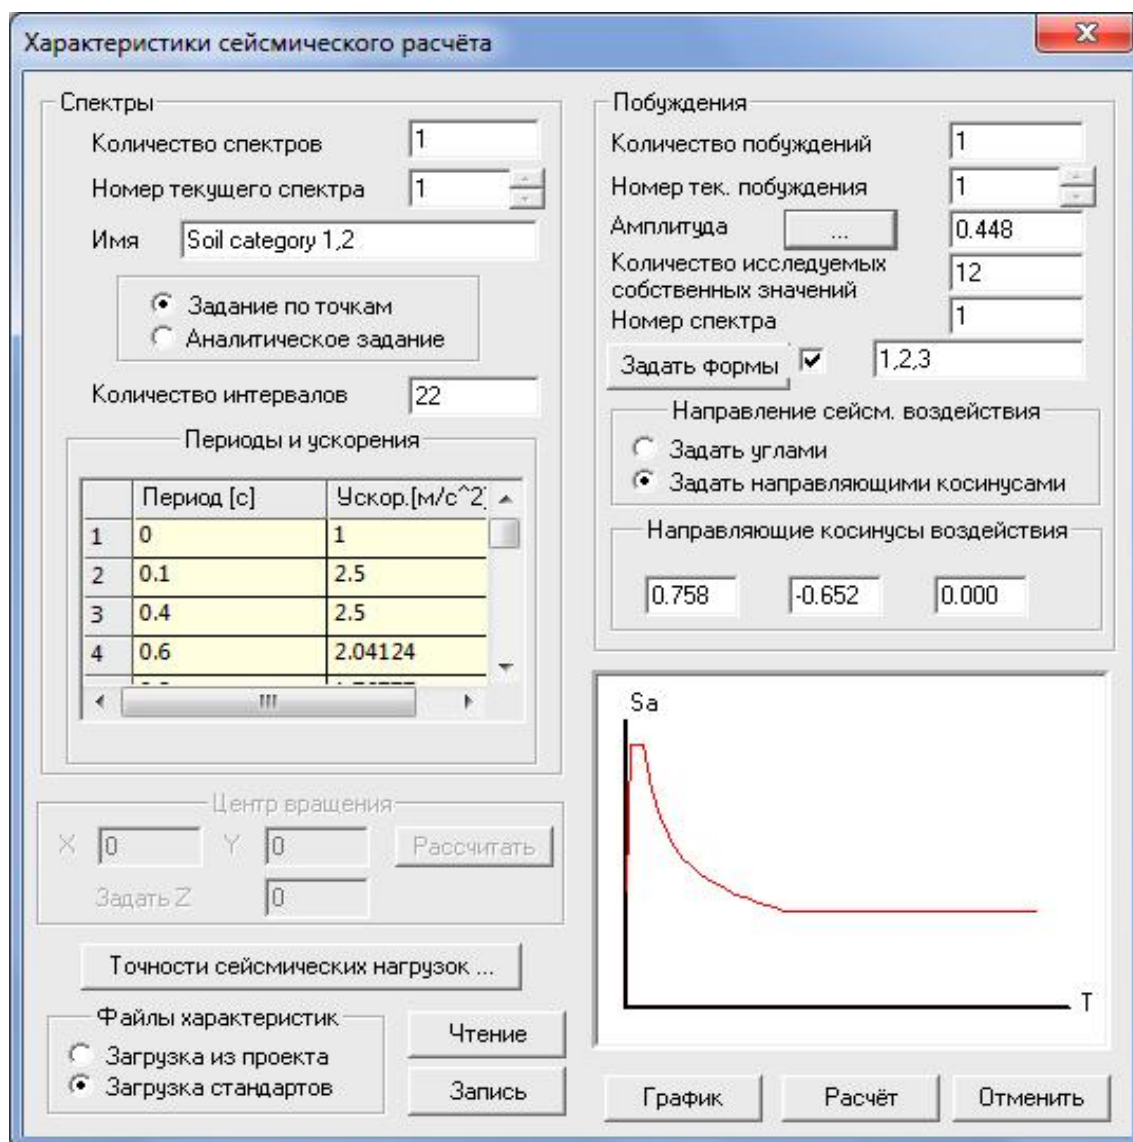 Характеристики сейсмического расчёта
Спектры
Количество спектров 1
Номер текущего спектра 1
Имя Soil category 1,2
Задание по точкам
Аналитическое задание
Количество интервалов 22
Периоды и ускорения
Период [с] Ускор.[м/с^2]
1 0 1
2 0.1 2.5
3 0.4 2.5
4 0.6 2.04124
Центр вращения
X 0 Y 0 Рассчитать
Задать Z 0
Точности сейсмических нагрузок ...
Файлы характеристик
Загрузка из проекта
Загрузка стандартов
Чтение
Запись
Побуждения
Количество побуждений 1
Номер тек. побуждения 1
Амплитуда ... 0.448
Количество исследуемых
собственных значений 12
Номер спектра 1
Задать формы 1,2,3
Направление сейсм. воздействия
Задать углами
Задать направляющими косинусами
Направляющие косинусы воздействия
0.758 -0.652 0.000
Sa
T
График Расчёт Отменить